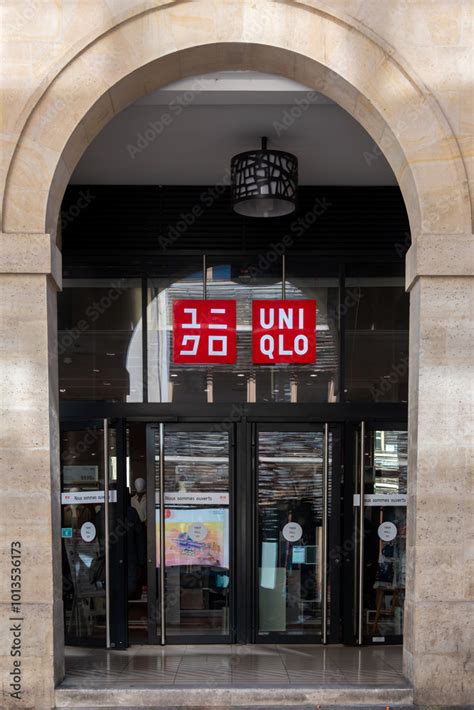 ユニ
クロ
UNI
QLO
Nous sommes ouverts
Nous sommes ouverts
Nous sommes ouverts
Adobe Stock | #1013536173